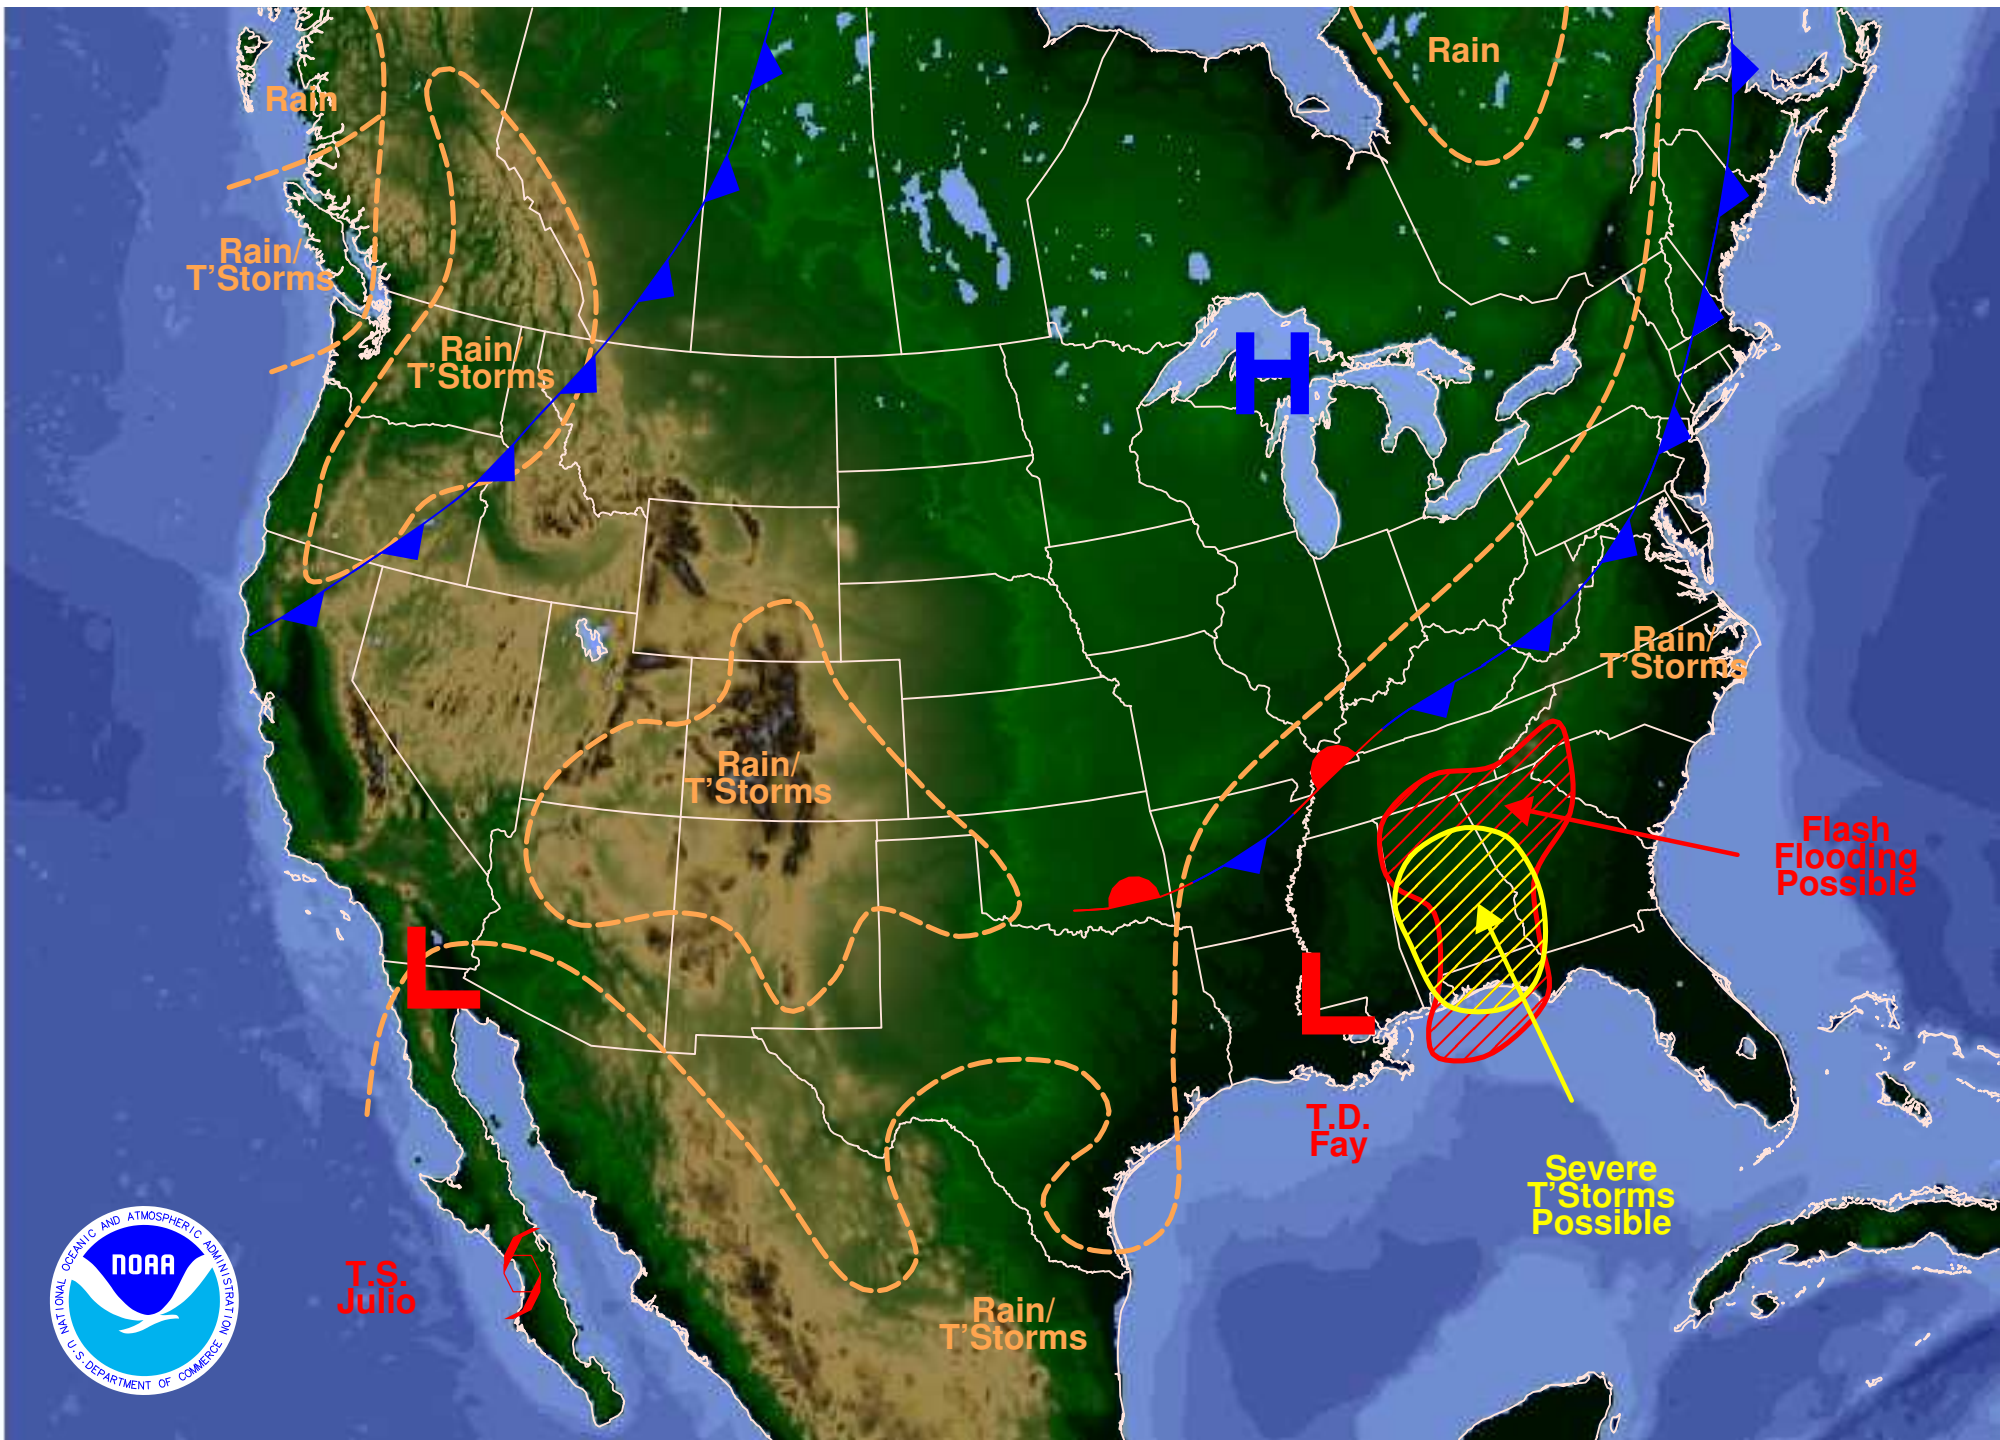 Rain
Rain
Rain/
T'Storms
Rain
T'Storms
H
Rain/
T'Storms
Rain/
T'Storms
Flash
Flooding
Possible
L
L
T.D.
Fay
Severe
T'Storms
Possible
T.S.
Julio
Rain/
T'Storms
NATIONAL OCEANIC AND ATMOSPHERIC ADMINISTRATION
NOAA
U.S. DEPARTMENT OF COMMERCE